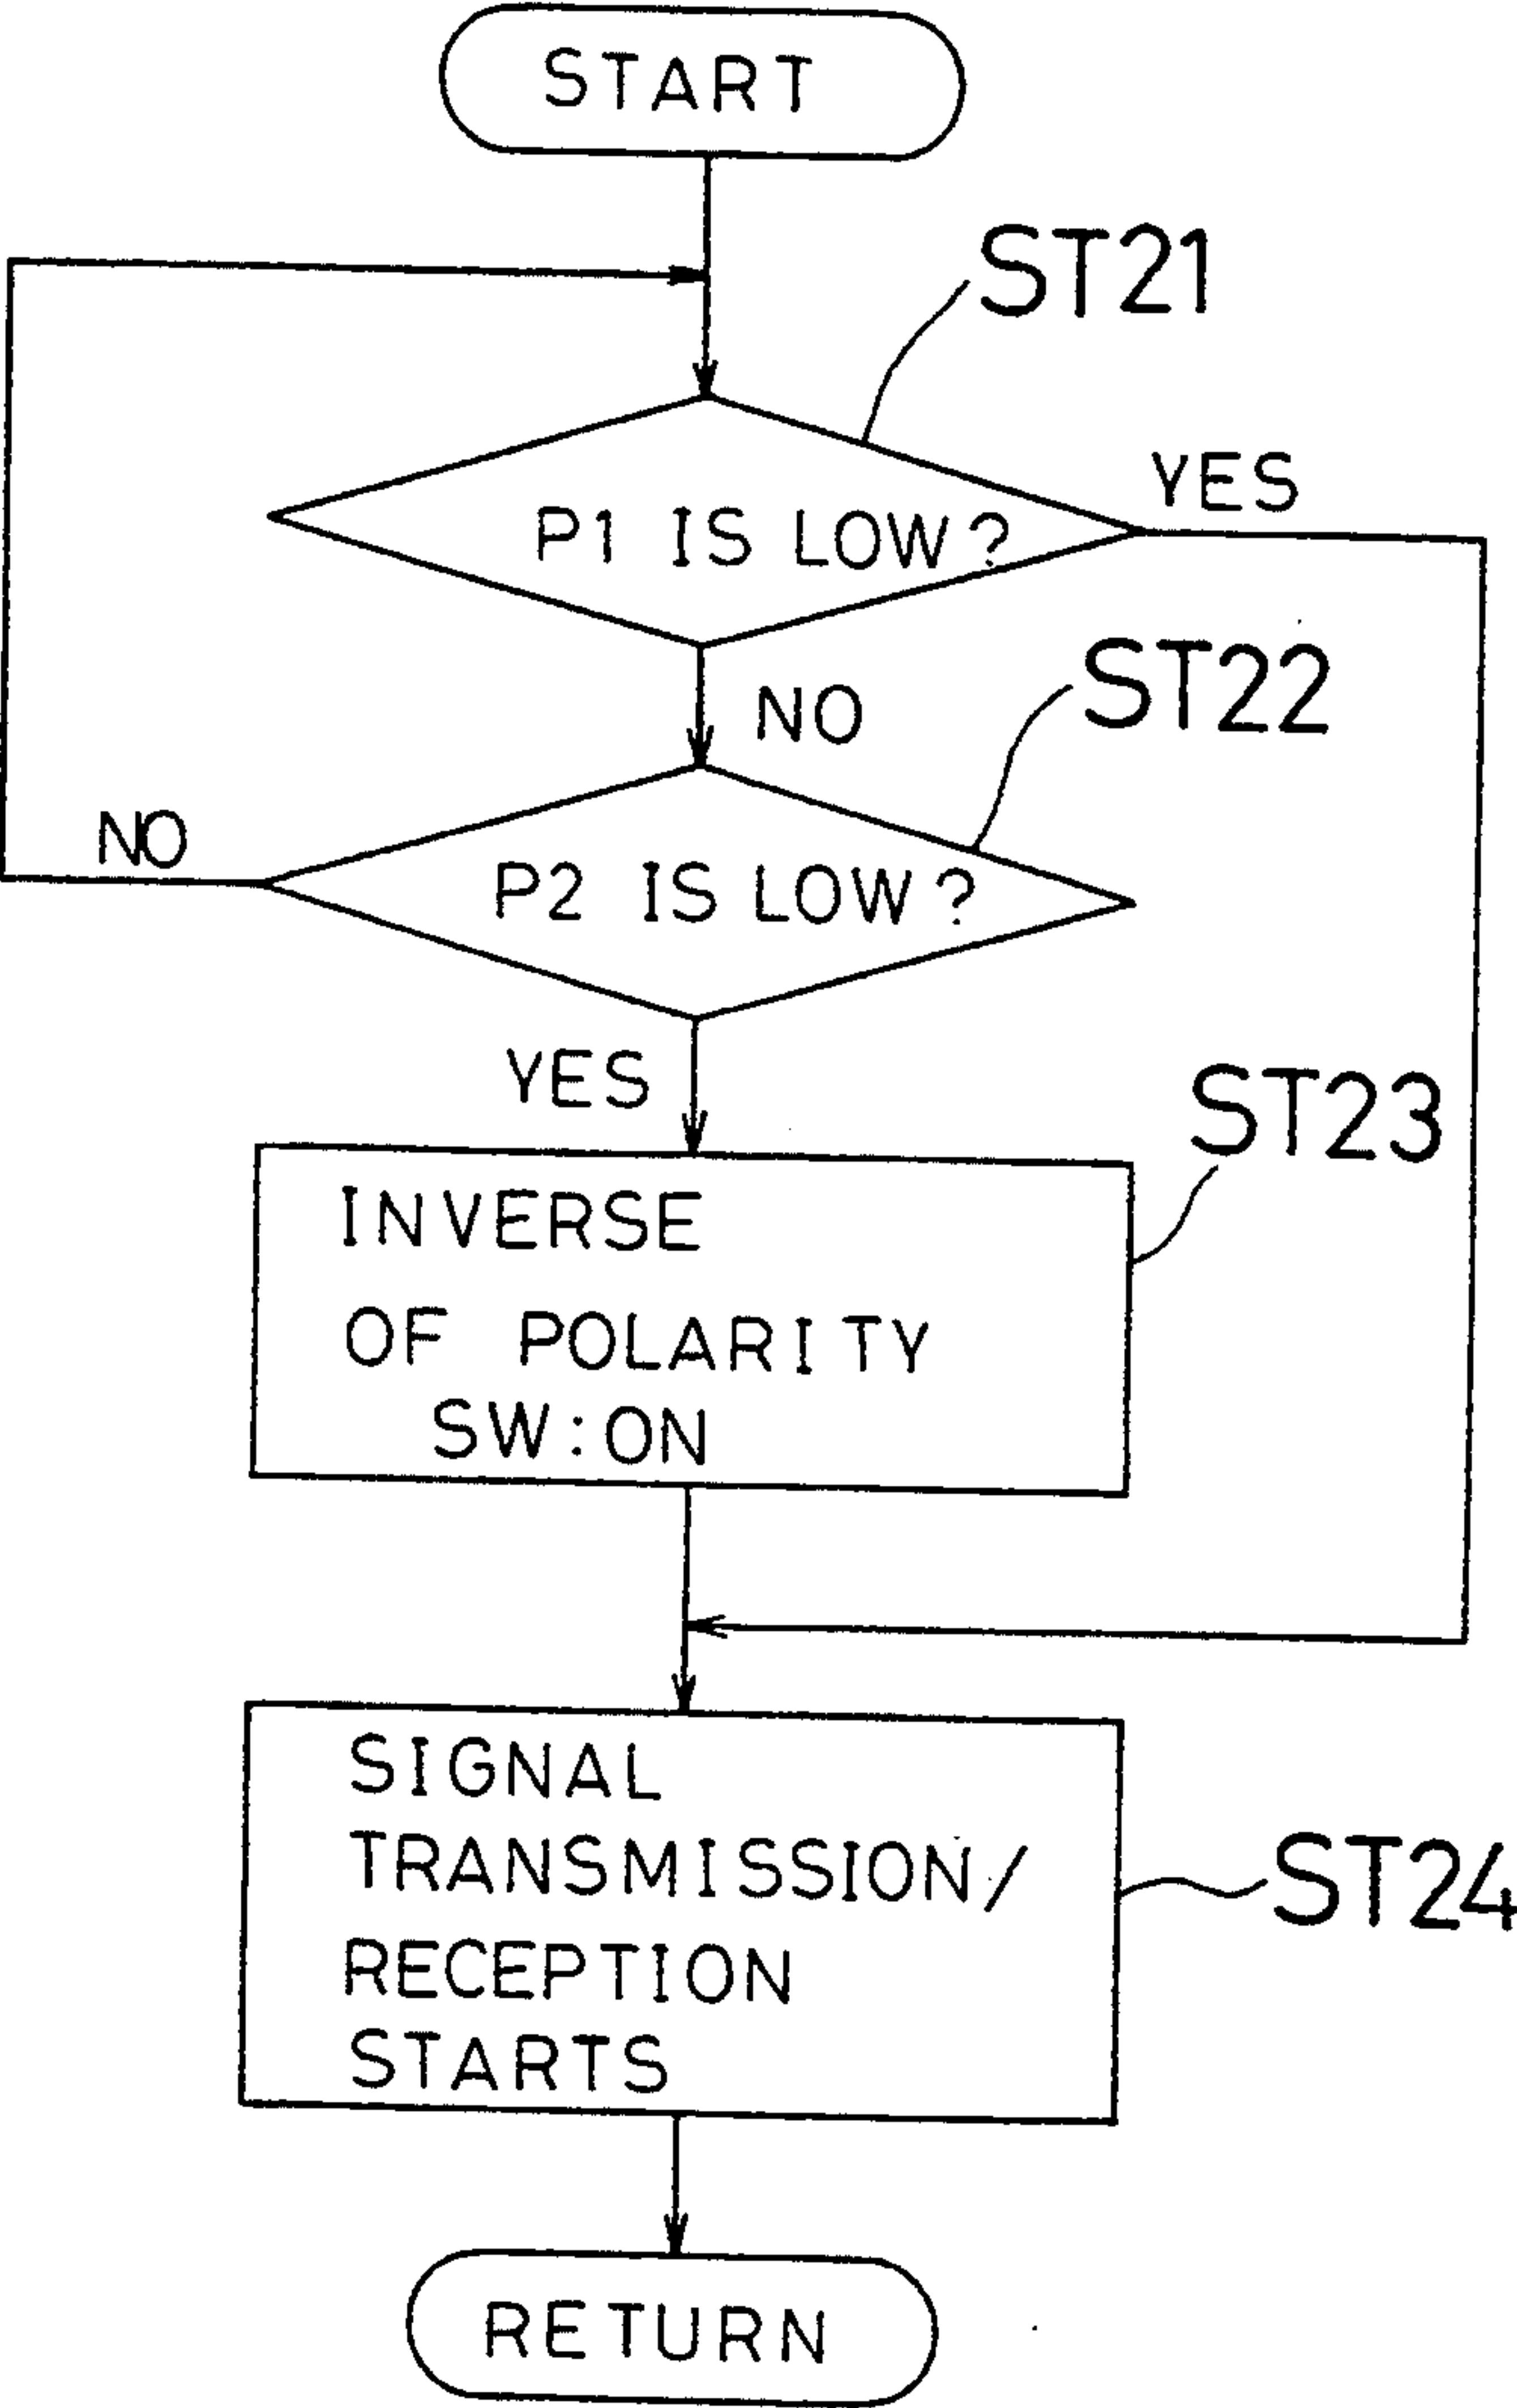 START
ST21
YES
P1 IS LOW?
ST22
NO
NO
P2 IS LOW?
YES
ST23
INVERSE
OF POLARITY
SW:ON
SIGNAL
TRANSMISSION/
ST24
RECEPTION
STARTS
RETURN